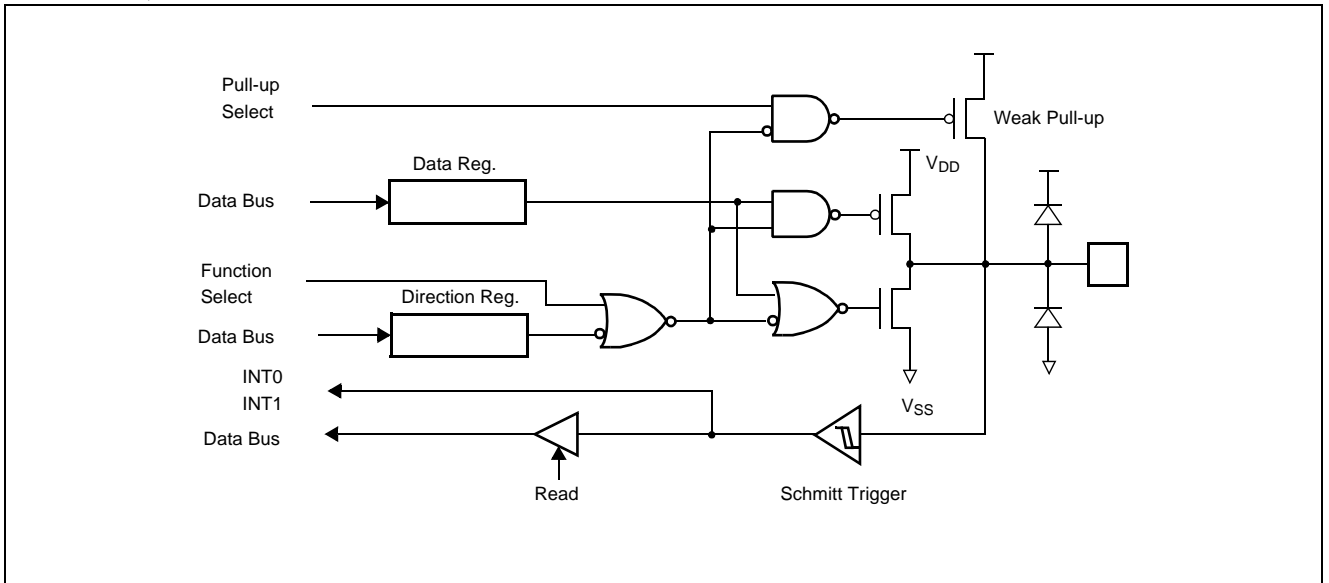 Pull-up
Select
Weak Pull-up
Data Reg.
VDD
Data Bus
Function
Select
Direction Reg.
Data Bus
INT0
INT1
VSS
Data Bus
Read
Schmitt Trigger